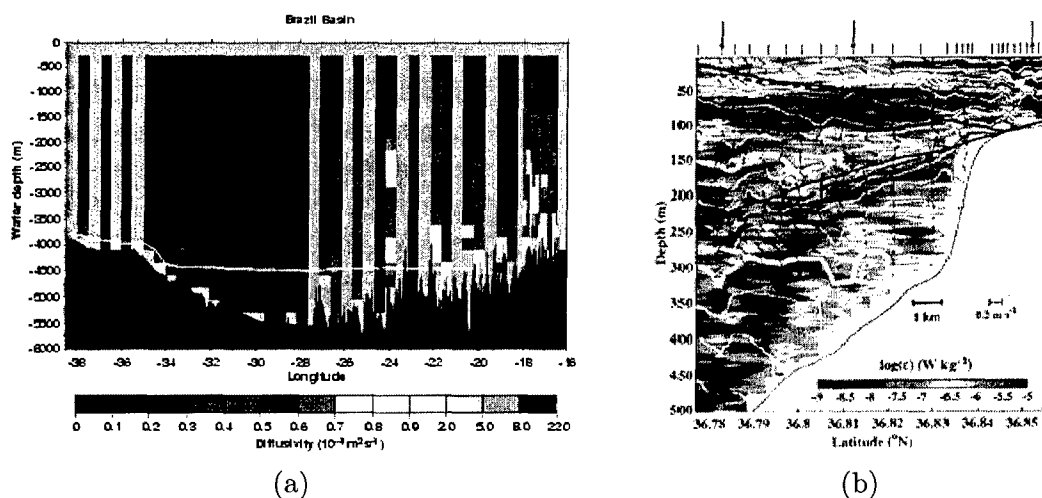 Brazil Basin
Water depth (m)
0
-500
-1000
-1500
-2000
-2500
-3000
-3500
-4000
-4500
-5000
-5500
-6000
-38 -36 -34 -32 -30 -28 -26 -24 -22 -20 -18 -16
Longitude
0 0.1 0.2 0.3 0.4 0.5 0.6 0.7 0.8 0.9 2.0 5.0 8.0 220
(a)
Depth (m)
50
100
150
200
250
300
350
400
450
500
1 km
log(ε) (W kg⁻¹)
-9 -8.5 -8 -7.5 -7 -6.5 -6 -5.5 -5
36.78 36.79 36.8 36.81 36.82 36.83 36.84 36.85
Latitude (°N)
(b)